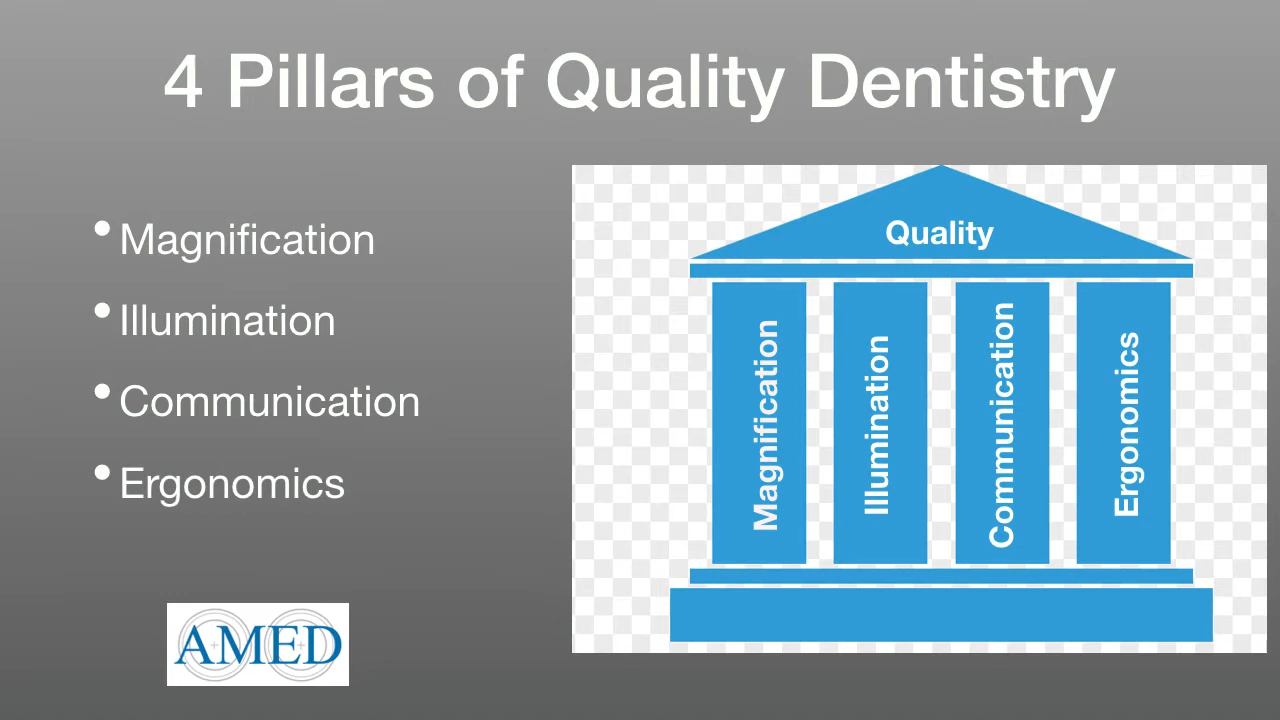 4 Pillars of Quality Dentistry
• Magnification
• Illumination
• Communication
• Ergonomics
Quality
Magnification
Illumination
Communication
Ergonomics
AMED